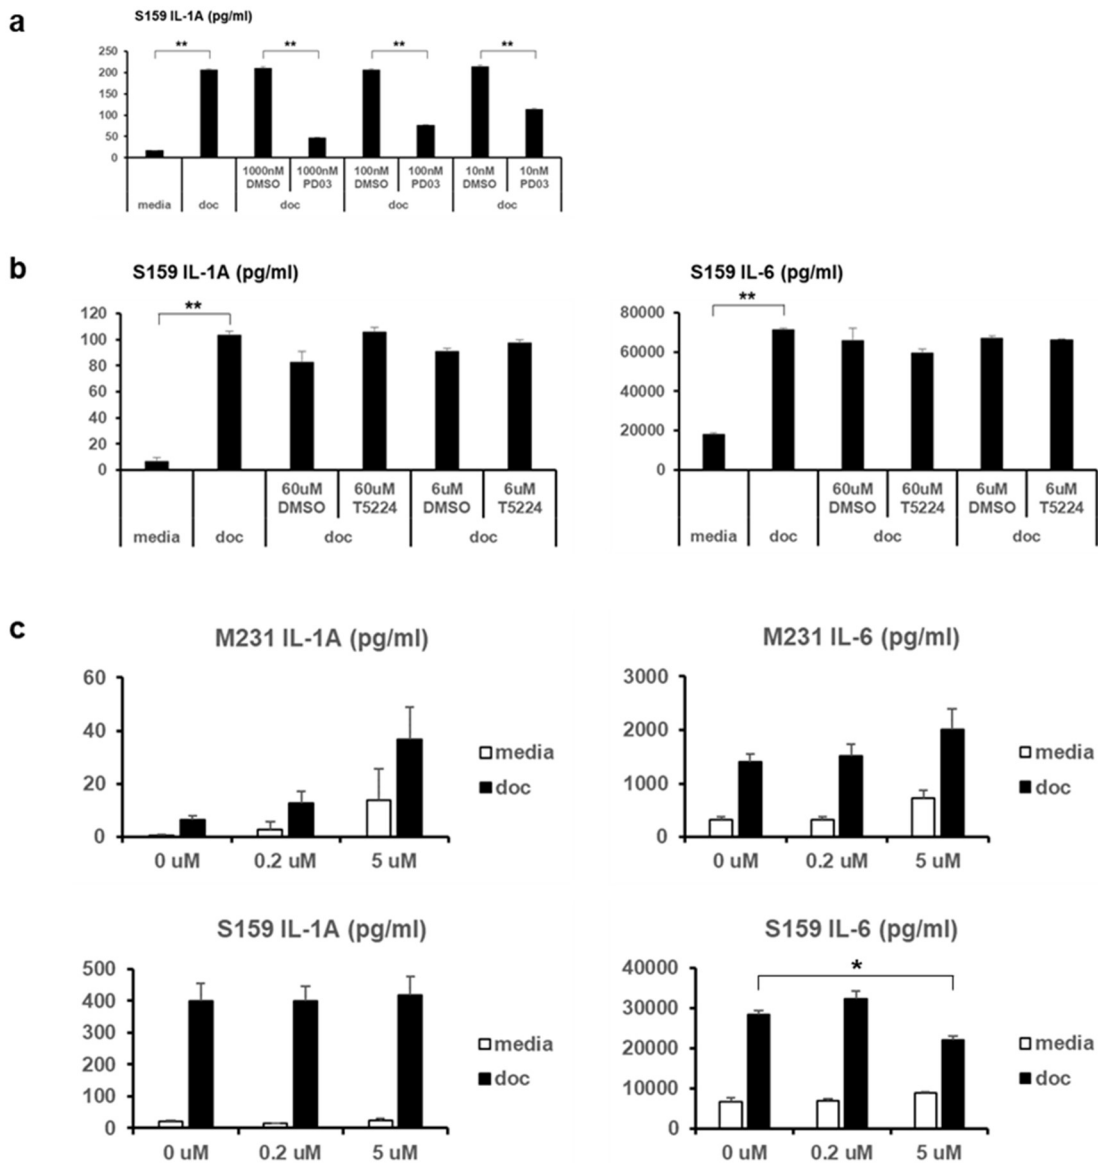 a
S159 IL-1A (pg/ml)
** ** ** **
250
200
150
100
50
0
1000nM 1000nM 100nM 100nM 10nM 10nM
DMSO PD03 DMSO PD03 DMSO PD03
media doc doc doc doc
b
S159 IL-1A (pg/ml)
**
120
100
80
60
40
20
0
60uM 60uM 6uM 6uM
DMSO T5224 DMSO T5224
media doc doc doc
S159 IL-6 (pg/ml)
**
80000
60000
40000
20000
0
60uM 60uM 6uM 6uM
DMSO T5224 DMSO T5224
media doc doc doc
c
M231 IL-1A (pg/ml)
60
40
20
0
0 uM 0.2 uM 5 uM
media
doc
M231 IL-6 (pg/ml)
3000
2000
1000
0
0 uM 0.2 uM 5 uM
media
doc
S159 IL-1A (pg/ml)
500
400
300
200
100
0
0 uM 0.2 uM 5 uM
media
doc
S159 IL-6 (pg/ml)
*
40000
30000
20000
10000
0
0 uM 0.2 uM 5 uM
media
doc